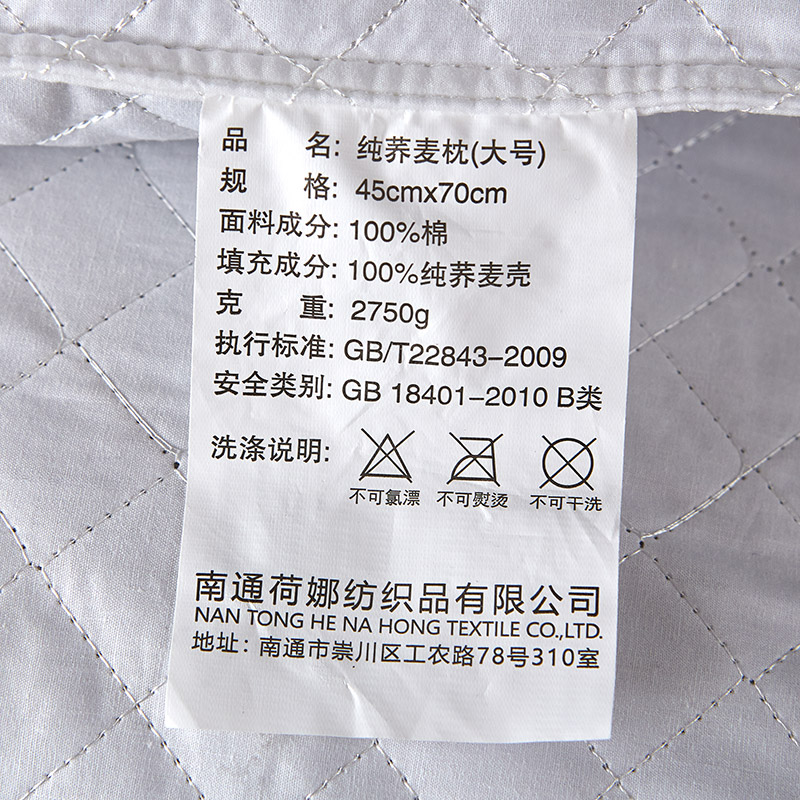 品 名: 纯荞麦枕(大号)
规 格: 45cmx70cm
面料成分: 100%棉
填充成分: 100%纯荞麦壳
克 重: 2750g
执行标准: GB/T22843-2009
安全类别: GB 18401-2010 B类
洗涤说明:
不可氯漂 不可熨烫 不可干洗
南通荷娜纺织品有限公司
NAN TONG HE NA HONG TEXTILE CO.,LTD.
地址: 南通市崇川区工农路78号310室